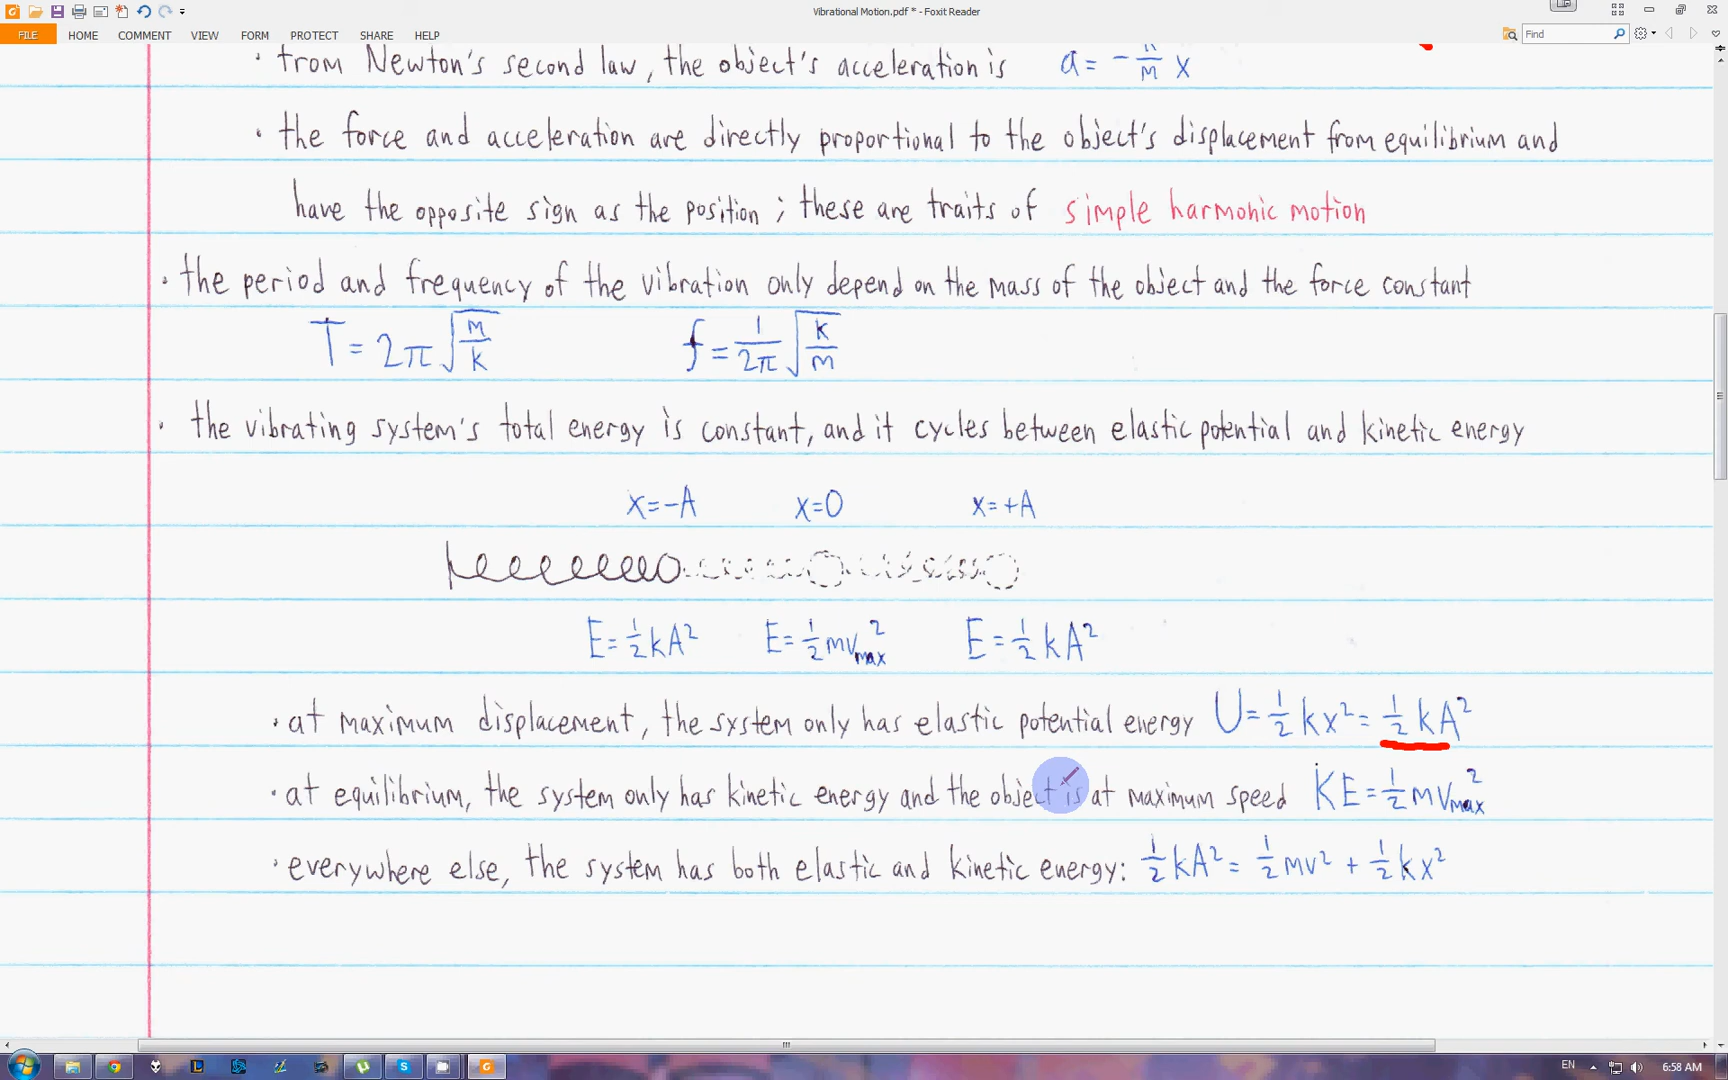 Vibrational Motion.pdf * - Foxit Reader
FILE HOME COMMENT VIEW FORM PROTECT SHARE HELP
Find
· from Newton's second law, the object's acceleration is a = - k/m x
· the force and acceleration are directly proportional to the object's displacement from equilibrium and
have the opposite sign as the position ; these are traits of simple harmonic motion
· the period and frequency of the vibration only depend on the mass of the object and the force constant
T = 2π √(m/k) f = 1/2π √(k/m)
· the vibrating system's total energy is constant, and it cycles between elastic potential and kinetic energy
x=-A x=0 x=+A
E = ½kA² E = ½mv²max E = ½kA²
· at maximum displacement, the system only has elastic potential energy U = ½kx² = ½kA²
· at equilibrium, the system only has kinetic energy and the object is at maximum speed KE = ½mv²max
· everywhere else, the system has both elastic and kinetic energy: ½kA² = ½mv² + ½kx²
EN 6:58 AM